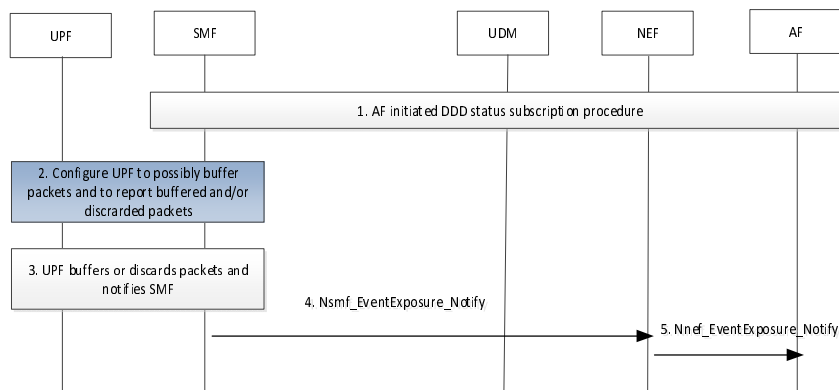 UPF
SMF
UDM
NEF
AF
1. AF initiated DDD status subscription procedure
2. Configure UPF to possibly buffer
packets and to report buffered and/or
discrarded packets
3. UPF buffers or discards packets and
notifies SMF
4. Nsmf_EventExposure_Notify
5. Nnef_EventExposure_Notify